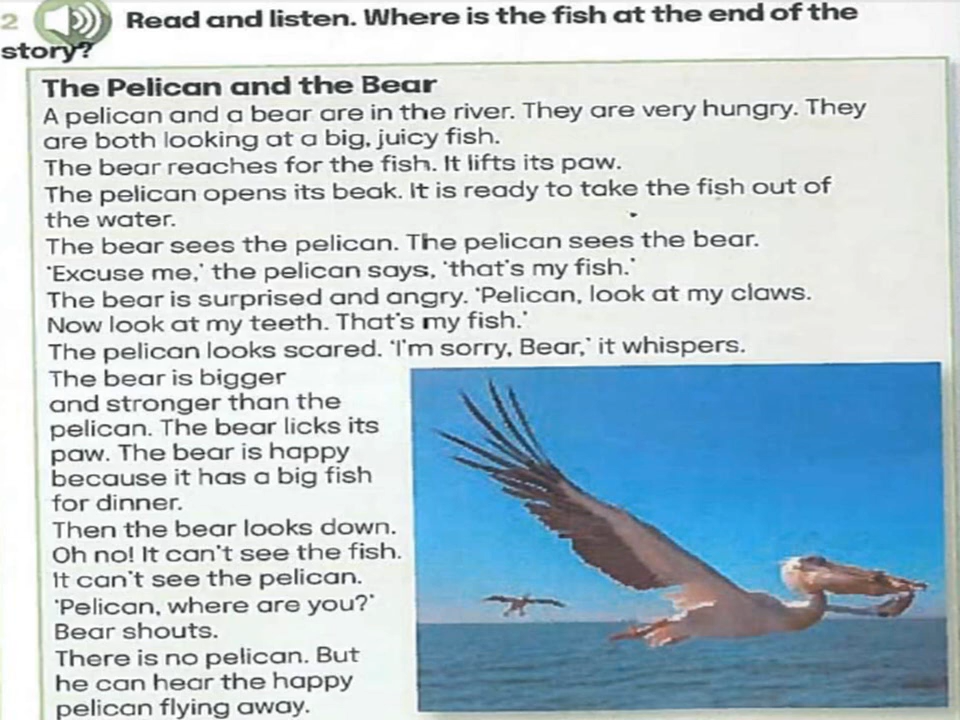 2 Read and listen. Where is the fish at the end of the
story?
The Pelican and the Bear
A pelican and a bear are in the river. They are very hungry. They
are both looking at a big, juicy fish.
The bear reaches for the fish. It lifts its paw.
The pelican opens its beak. It is ready to take the fish out of
the water.
The bear sees the pelican. The pelican sees the bear.
'Excuse me,' the pelican says, 'that's my fish.'
The bear is surprised and angry. 'Pelican, look at my claws.
Now look at my teeth. That's my fish.'
The pelican looks scared. 'I'm sorry, Bear,' it whispers.
The bear is bigger
and stronger than the
pelican. The bear licks its
paw. The bear is happy
because it has a big fish
for dinner.
Then the bear looks down.
Oh no! It can't see the fish.
It can't see the pelican.
'Pelican, where are you?'
Bear shouts.
There is no pelican. But
he can hear the happy
pelican flying away.